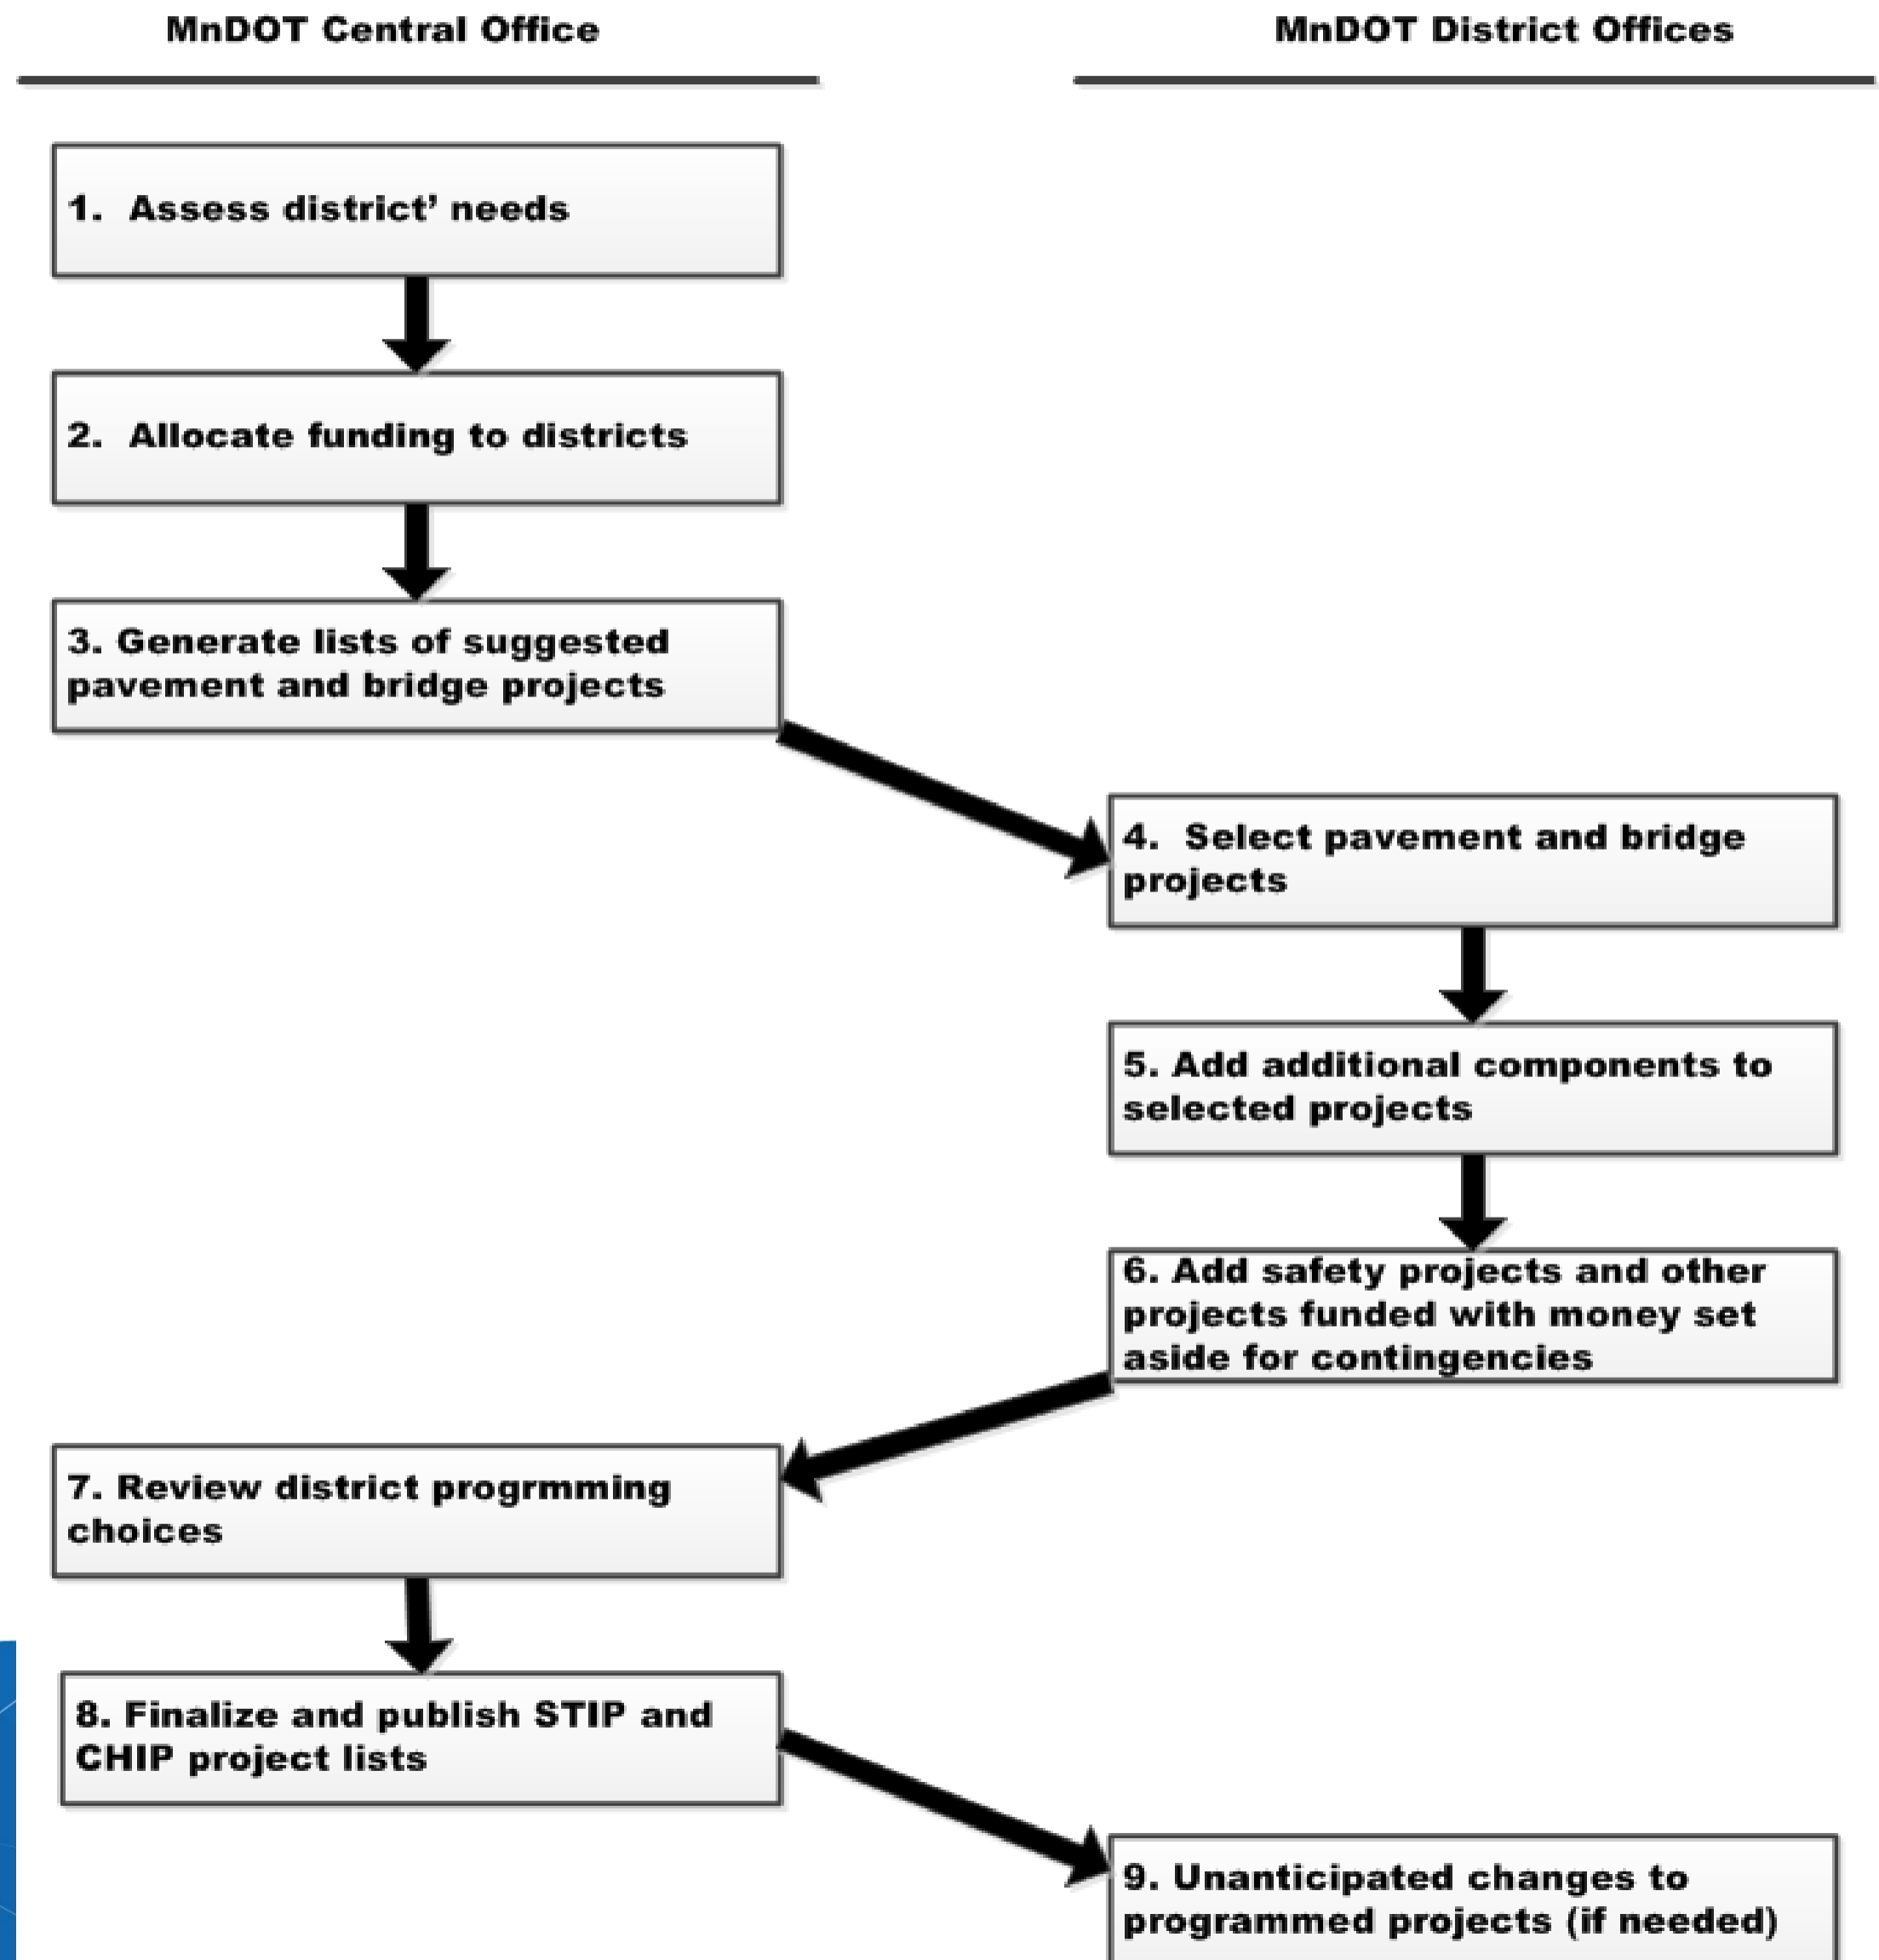 MnDOT Central Office
MnDOT District Offices
1. Assess district’ needs
2. Allocate funding to districts
3. Generate lists of suggested
pavement and bridge projects
4. Select pavement and bridge
projects
5. Add additional components to
selected projects
6. Add safety projects and other
projects funded with money set
aside for contingencies
7. Review district progrmming
choices
8. Finalize and publish STIP and
CHIP project lists
9. Unanticipated changes to
programmed projects (if needed)